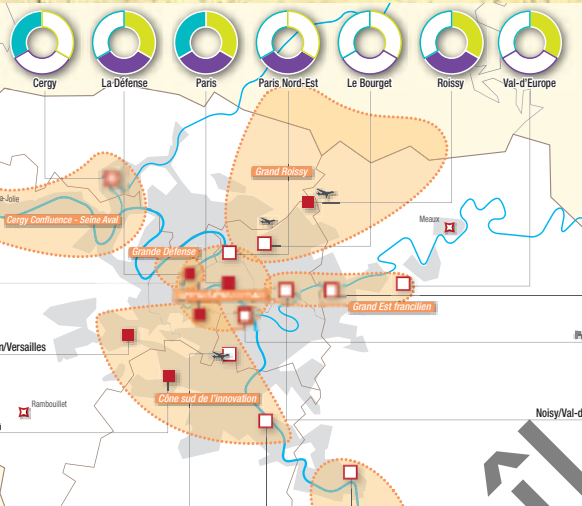 Cergy
La Défense
Paris
Paris Nord-Est
Le Bourget
Roissy
Val-d'Europe
Grand Roissy
Meaux
a-Jolie
Cergy Confluence - Seine Aval
Grande Défense
Grand Est francilien
n/Versailles
Cône sud de l'innovation
Rambouillet
Noisy/Val-d